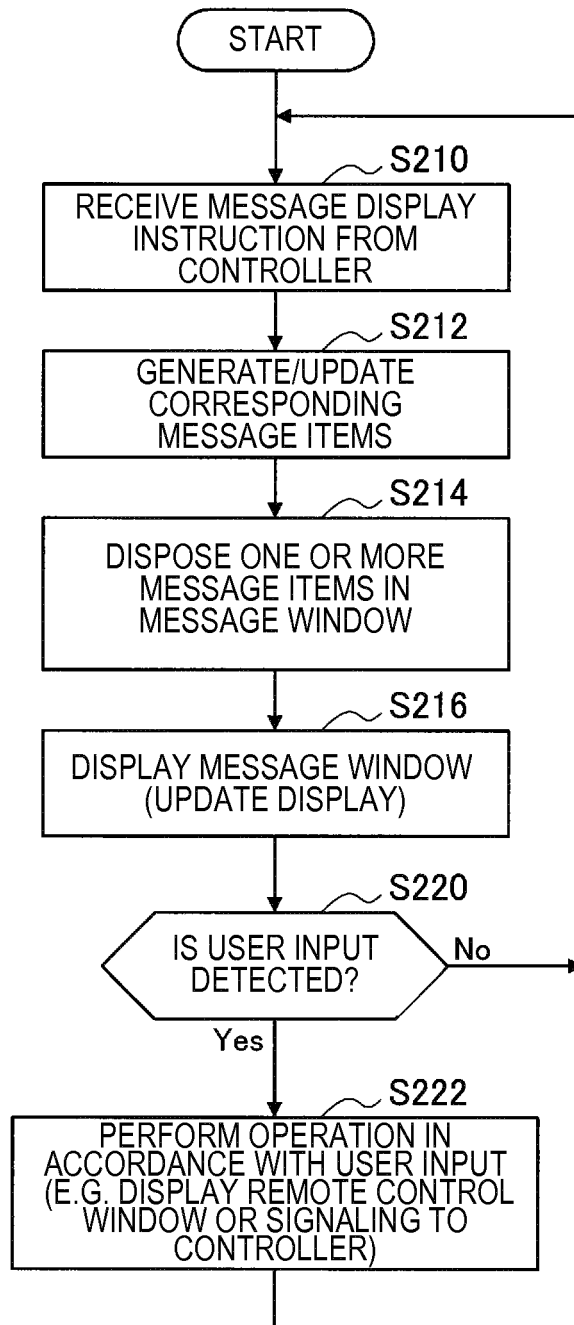 START
S210
RECEIVE MESSAGE DISPLAY
INSTRUCTION FROM
CONTROLLER
S212
GENERATE/UPDATE
CORRESPONDING
MESSAGE ITEMS
S214
DISPOSE ONE OR MORE
MESSAGE ITEMS IN
MESSAGE WINDOW
S216
DISPLAY MESSAGE WINDOW
(UPDATE DISPLAY)
S220
IS USER INPUT
DETECTED?
No
Yes
S222
PERFORM OPERATION IN
ACCORDANCE WITH USER INPUT
(E.G. DISPLAY REMOTE CONTROL
WINDOW OR SIGNALING TO
CONTROLLER)